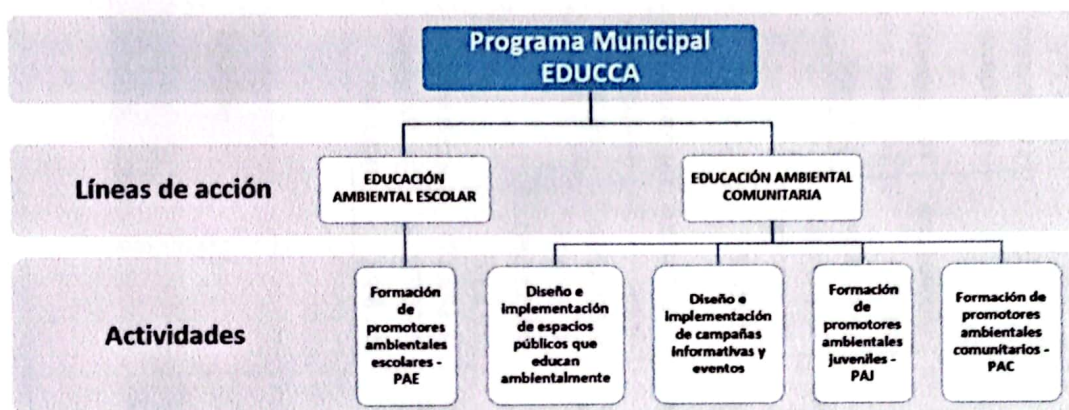 Programa Municipal
EDUCCA
Líneas de acción
EDUCACIÓN
AMBIENTAL ESCOLAR
EDUCACIÓN AMBIENTAL
COMUNITARIA
Actividades
Formación
de
promotores
ambientales
escolares -
PAE
Diseño e
implementación
de espacios
públicos que
educan
ambientalmente
Diseño e
implementación
de campañas
informativas y
eventos
Formación
de
promotores
ambientales
juveniles -
PAJ
Formación de
promotores
ambientales
comunitarios -
PAC